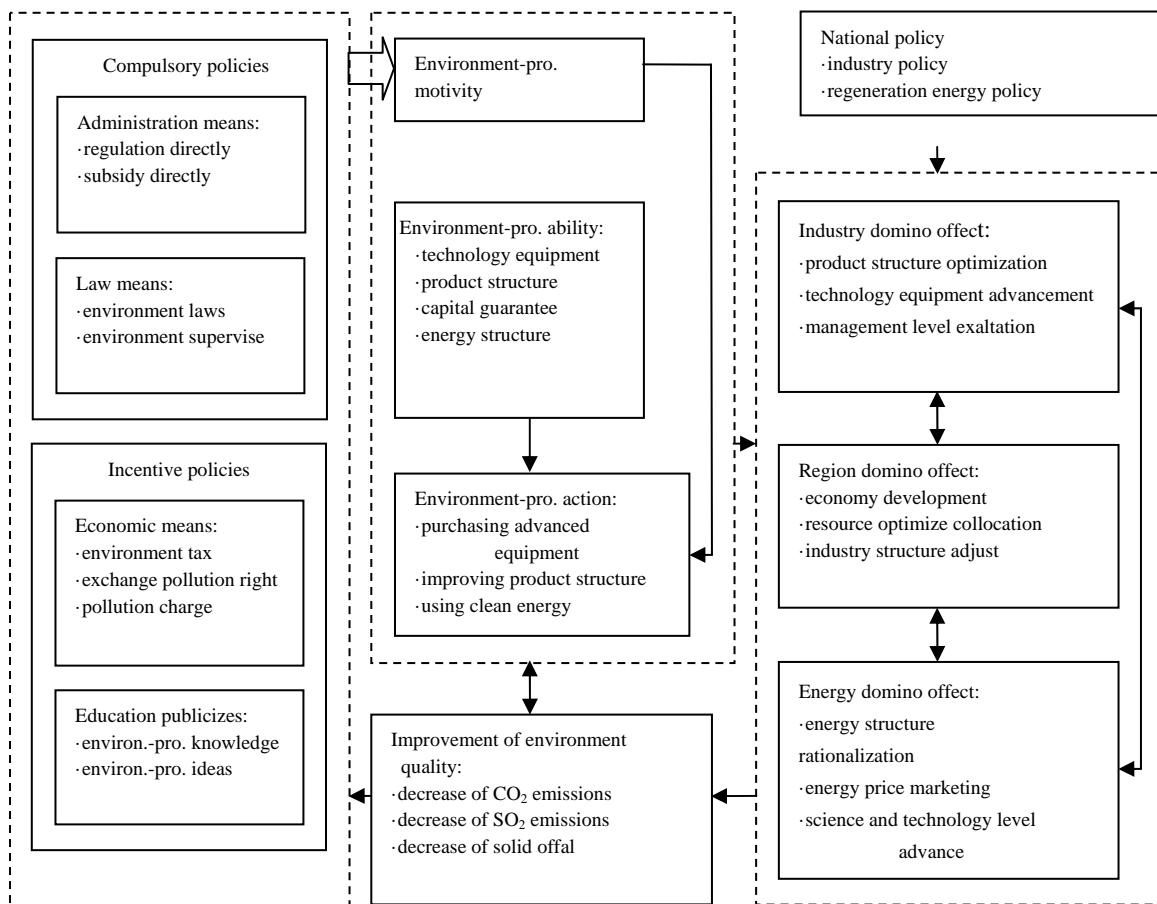 Compulsory policies
Administration means:
·regulation directly
·subsidy directly
Law means:
·environment laws
·environment supervise
Incentive policies
Economic means:
·environment tax
·exchange pollution right
·pollution charge
Education publicizes:
·environ.-pro. knowledge
·environ.-pro. ideas
Environment-pro.
motivity
Environment-pro. ability:
·technology equipment
·product structure
·capital guarantee
·energy structure
Environment-pro. action:
·purchasing advanced
equipment
·improving product structure
·using clean energy
Improvement of environment
quality:
·decrease of CO₂ emissions
·decrease of SO₂ emissions
·decrease of solid offal
National policy
·industry policy
·regeneration energy policy
Industry domino offect:
·product structure optimization
·technology equipment advancement
·management level exaltation
Region domino offect:
·economy development
·resource optimize collocation
·industry structure adjust
Energy domino offect:
·energy structure
rationalization
·energy price marketing
·science and technology level
advance